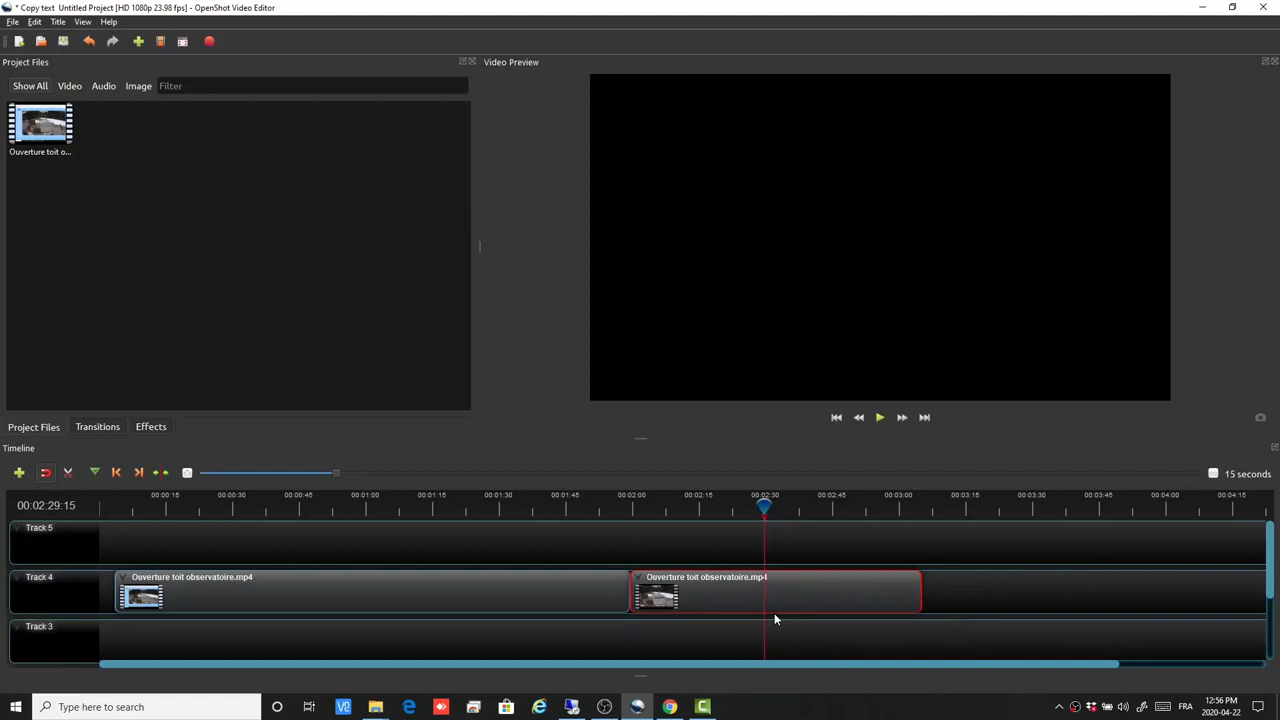 * Copy text Untitled Project [HD 1080p 23.98 fps] - OpenShot Video Editor
File Edit Title View Help
Project Files
Video Preview
Show All Video Audio Image Filter
Ouverture toit o...
Project Files Transitions Effects
Timeline
15 seconds
00:02:29:15
00:00:15 00:00:30 00:00:45 00:01:00 00:01:15 00:01:30 00:01:45 00:02:00 00:02:15 00:02:30 00:02:45 00:03:00 00:03:15 00:03:30 00:03:45 00:04:00 00:04:15
Track 5
Track 4
Ouverture toit observatoire.mp4
Ouverture toit observatoire.mp4
Track 3
Type here to search
FRA
12:56 PM
2020-04-22